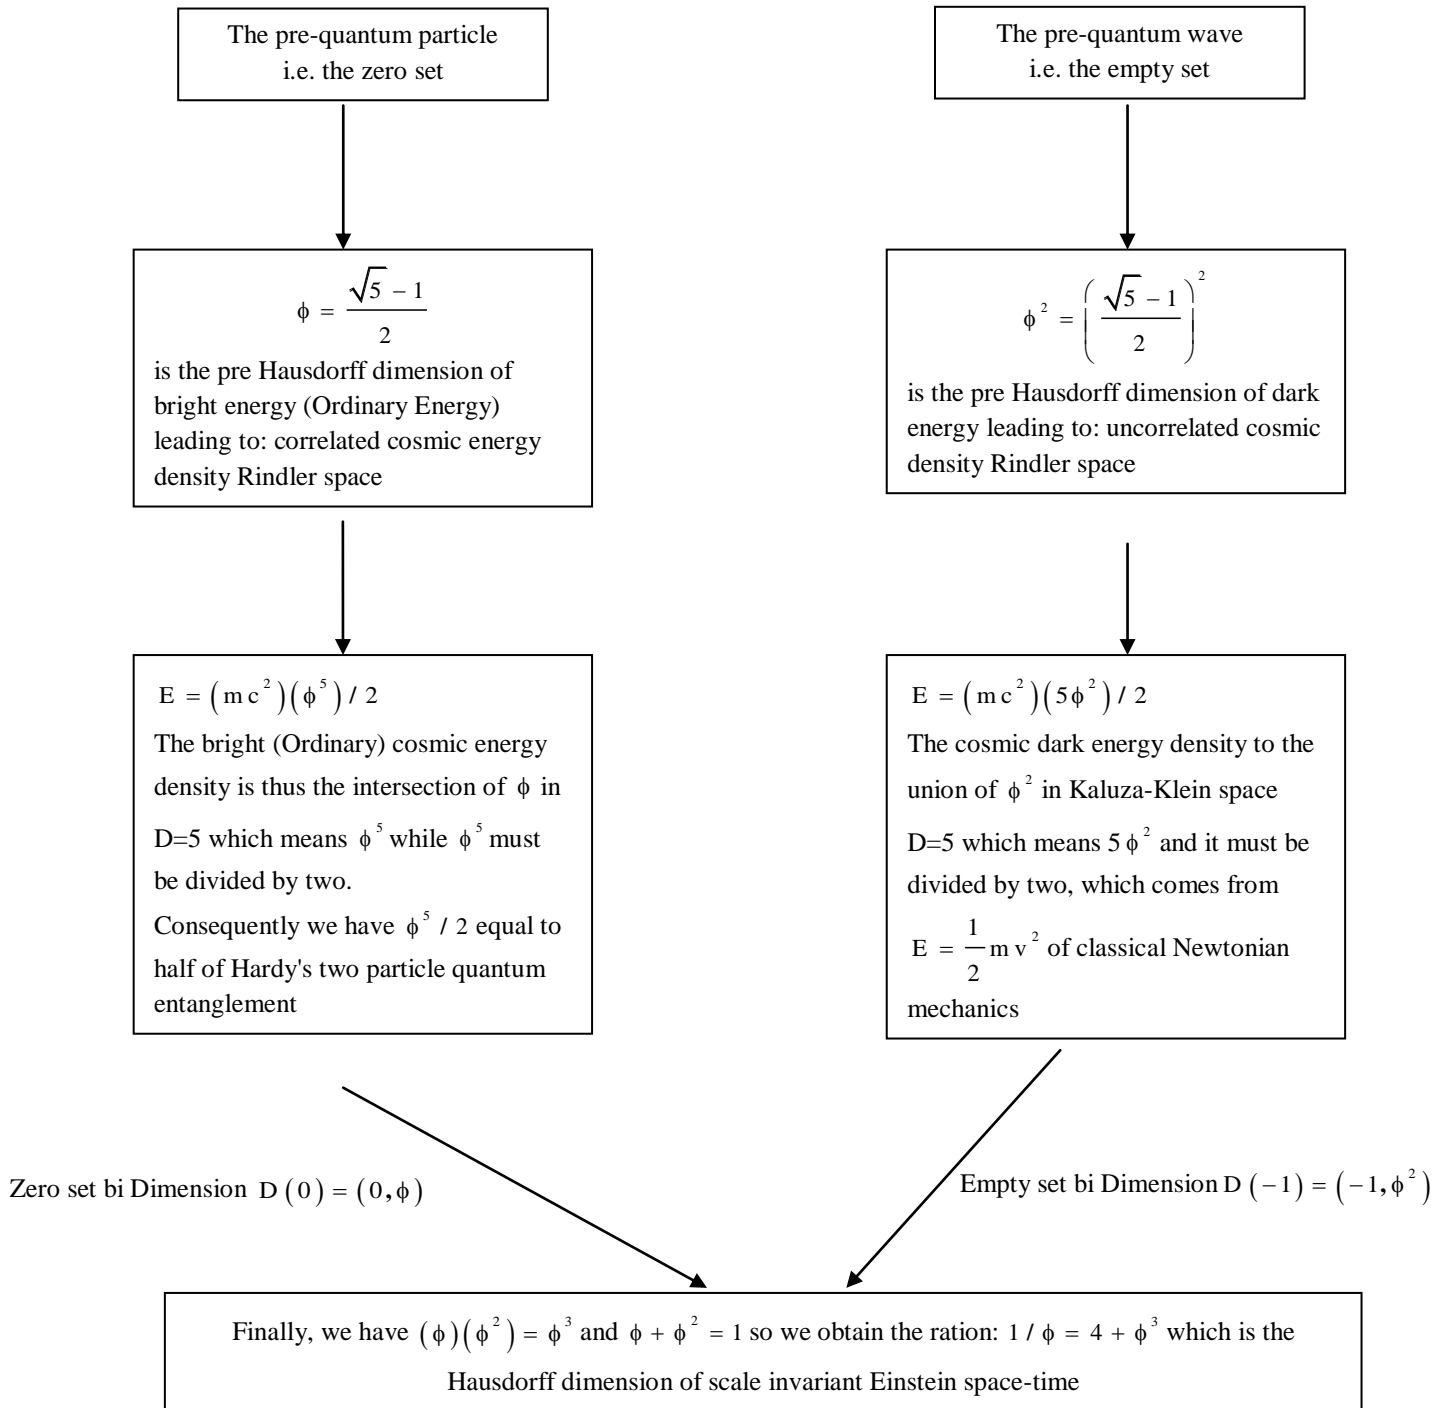 The pre-quantum particle
i.e. the zero set
The pre-quantum wave
i.e. the empty set
ϕ = (√5 − 1) / 2
is the pre Hausdorff dimension of
bright energy (Ordinary Energy)
leading to: correlated cosmic energy
density Rindler space
ϕ² = ((√5 − 1) / 2)²
is the pre Hausdorff dimension of dark
energy leading to: uncorrelated cosmic
density Rindler space
E = (mc²)(ϕ⁵) / 2
The bright (Ordinary) cosmic energy
density is thus the intersection of ϕ in
D=5 which means ϕ⁵ while ϕ⁵ must
be divided by two.
Consequently we have ϕ⁵ / 2 equal to
half of Hardy's two particle quantum
entanglement
E = (mc²)(5ϕ²) / 2
The cosmic dark energy density to the
union of ϕ² in Kaluza-Klein space
D=5 which means 5ϕ² and it must be
divided by two, which comes from
E = 1/2 mv² of classical Newtonian
mechanics
Zero set bi Dimension D(0) = (0, ϕ)
Empty set bi Dimension D(−1) = (−1, ϕ²)
Finally, we have (ϕ)(ϕ²) = ϕ³ and ϕ + ϕ² = 1 so we obtain the ration: 1 / ϕ = 4 + ϕ³ which is the
Hausdorff dimension of scale invariant Einstein space-time